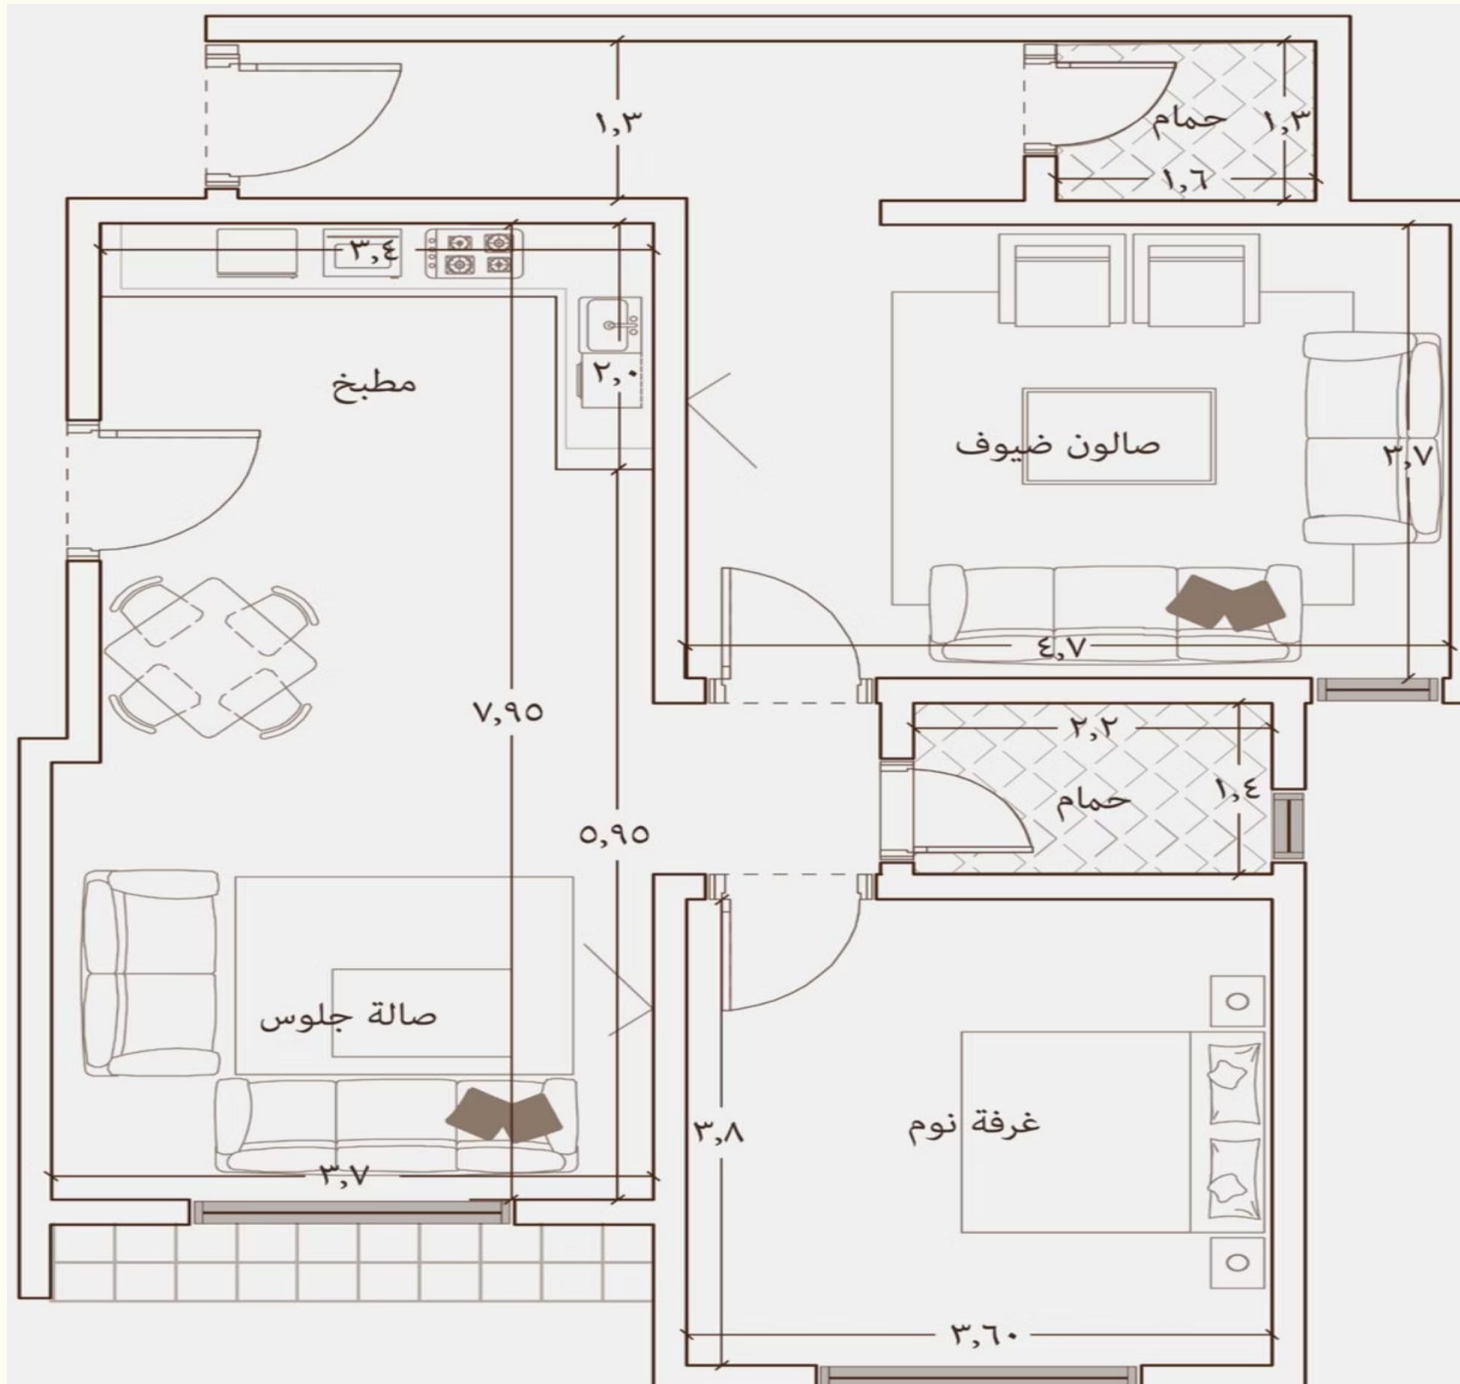 ١,٣
حمام
١,٣
١,٦
٣,٤
٢,٠
مطبخ
صالون ضيوف
٣,٧
٤,٧
٧,٩٥
٢,٢
١,٤
حمام
٥,٩٥
صالة جلوس
٣,٧
غرفة نوم
٣,٨
٣,٦٠